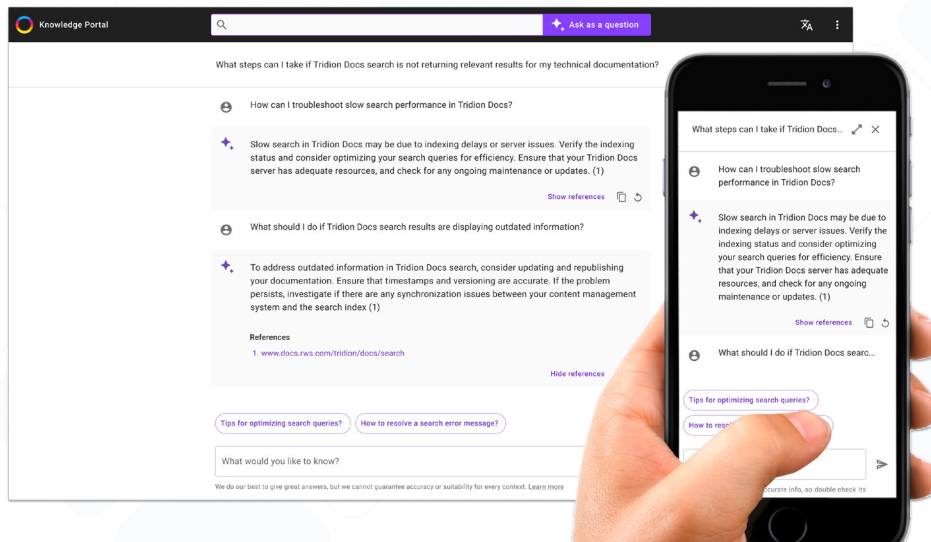 Knowledge Portal
Ask as a question
What steps can I take if Tridion Docs search is not returning relevant results for my technical documentation?
How can I troubleshoot slow search performance in Tridion Docs?
Slow search in Tridion Docs may be due to indexing delays or server issues. Verify the indexing
status and consider optimizing your search queries for efficiency. Ensure that your Tridion Docs
server has adequate resources, and check for any ongoing maintenance or updates. (1)
Show references
What should I do if Tridion Docs search results are displaying outdated information?
To address outdated information in Tridion Docs search, consider updating and republishing
your documentation. Ensure that timestamps and versioning are accurate. If the problem
persists, investigate if there are any synchronization issues between your content management
system and the search index (1)
References
1. www.docs.rws.com/tridion/docs/search
Hide references
Tips for optimizing search queries?
How to resolve a search error message?
What would you like to know?
We do our best to give great answers, but we cannot guarantee accuracy or suitability for every context. Learn more
What steps can I take if Tridion Docs...
How can I troubleshoot slow search
performance in Tridion Docs?
Slow search in Tridion Docs may be due to
indexing delays or server issues. Verify the
indexing status and consider optimizing
your search queries for efficiency. Ensure
that your Tridion Docs server has adequate
resources, and check for any ongoing
maintenance or updates. (1)
Show references
What should I do if Tridion Docs searc...
Tips for optimizing search queries?
How to
accurate info, so double-check its